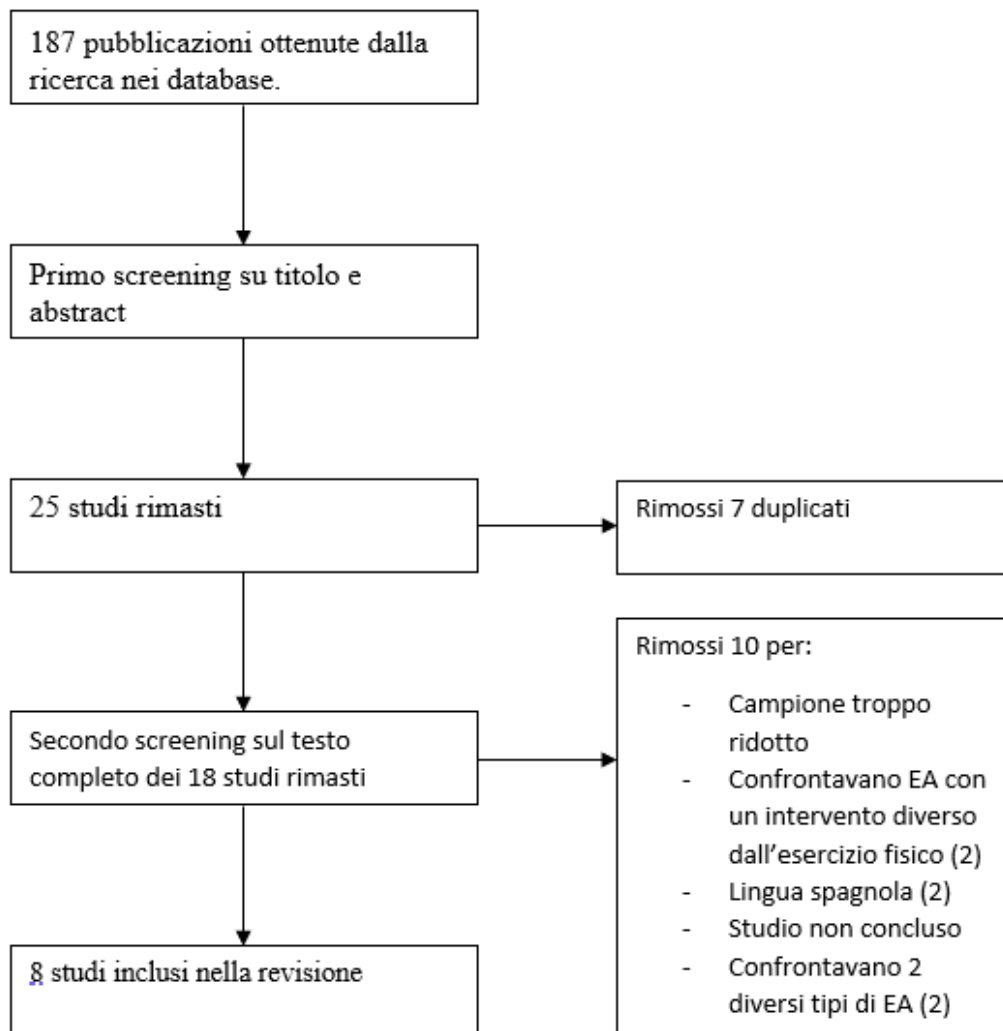 187 pubblicazioni ottenute dalla
ricerca nei database.
Primo screening su titolo e
abstract
25 studi rimasti
Rimossi 7 duplicati
Secondo screening sul testo
completo dei 18 studi rimasti
Rimossi 10 per:
- Campione troppo
ridotto
- Confrontavano EA con
un intervento diverso
dall'esercizio fisico (2)
- Lingua spagnola (2)
- Studio non concluso
- Confrontavano 2
diversi tipi di EA (2)
8 studi inclusi nella revisione